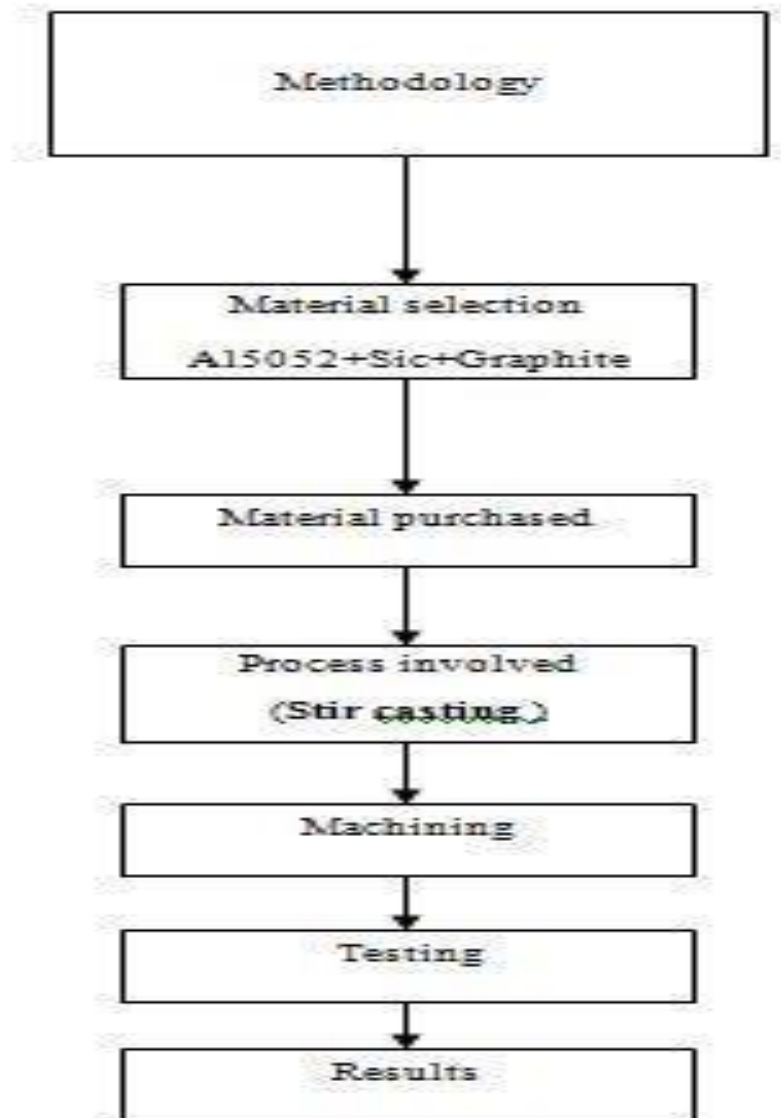 Methodology
Material selection
Al5052+Sic+Graphite
Material purchased
Process involved
(Stir casting )
Machining
Testing
Results